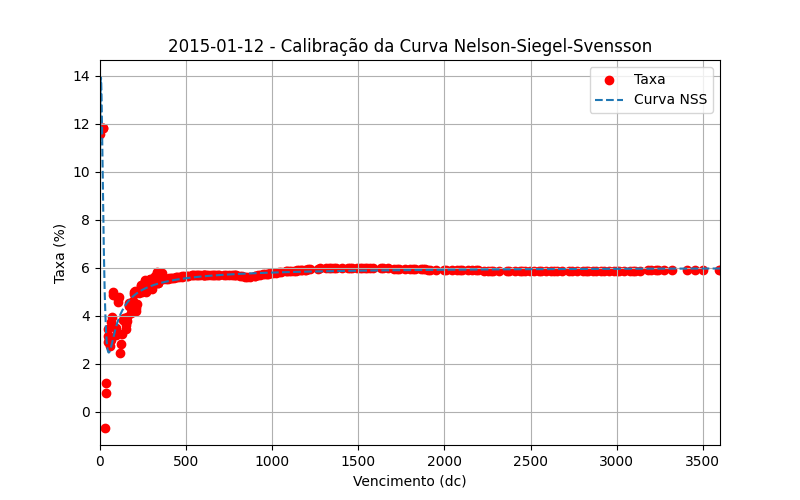 2015-01-12 - Calibração da Curva Nelson-Siegel-Svensson
Taxa
Curva NSS
Taxa (%)
14
12
10
8
6
4
2
0
0 500 1000 1500 2000 2500 3000 3500
Vencimento (dc)